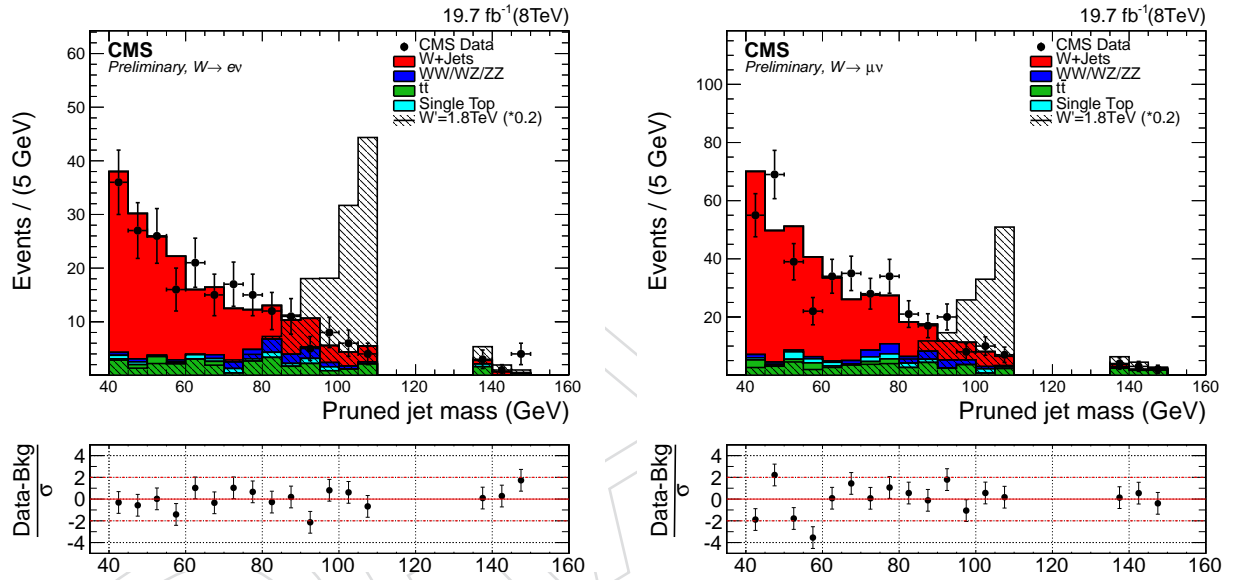 19.7 fb⁻¹(8TeV)
CMS
Preliminary, W→ eν
CMS Data
W+Jets
WW/WZ/ZZ
tt̄
Single Top
W'=1.8TeV (*0.2)
Events / (5 GeV)
60
50
40
30
20
10
40 60 80 100 120 140 160
Pruned jet mass (GeV)
Data-Bkg
σ
4
2
0
-2
-4
40 60 80 100 120 140 160
19.7 fb⁻¹(8TeV)
CMS
Preliminary, W→ μν
CMS Data
W+Jets
WW/WZ/ZZ
tt̄
Single Top
W'=1.8TeV (*0.2)
Events / (5 GeV)
100
80
60
40
20
40 60 80 100 120 140 160
Pruned jet mass (GeV)
Data-Bkg
σ
4
2
0
-2
-4
40 60 80 100 120 140 160